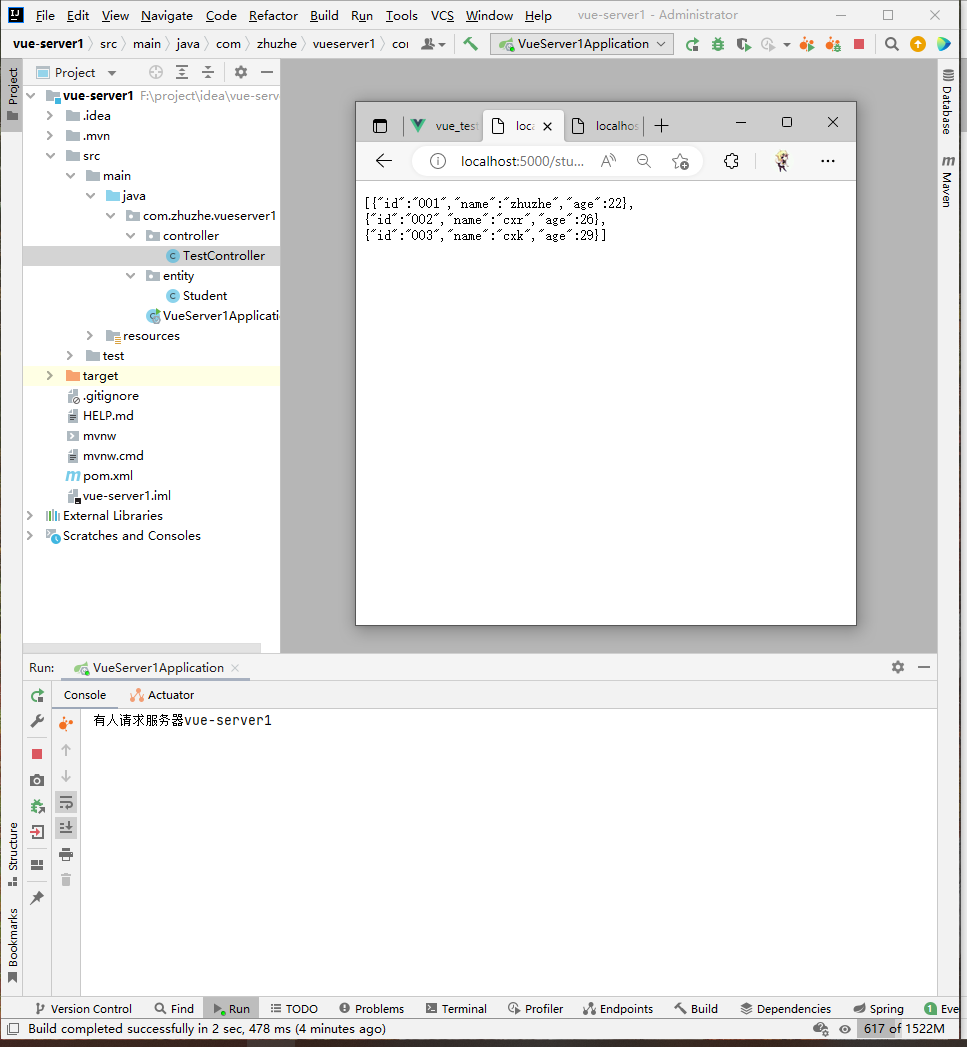 File Edit View Navigate Code Refactor Build Run Tools VCS Window Help vue-server1 - Administrator
vue-server1 src main java com zhuzhe vueserver1 VueServer1Application
Project
Project F:\project\idea\vue-serv
vue-server1
.idea
.mvn
src
main
java
com.zhuzhe.vueserver1
controller
TestController
entity
Student
VueServer1Applicati
resources
test
target
.gitignore
HELP.md
mvnw
mvnw.cmd
pom.xml
vue-server1.iml
External Libraries
Scratches and Consoles
vue_test loca localhos
localhost:5000/stu...
[{"id":"001","name":"zhuzhe","age":22},
{"id":"002","name":"cxr","age":26},
{"id":"003","name":"cxk","age":29}]
Database
Maven
Run: VueServer1Application
Console Actuator
有人请求服务器vue-server1
Structure
Bookmarks
Version Control Find Run TODO Problems Terminal Profiler Endpoints Build Dependencies Spring 1 Eve
Build completed successfully in 2 sec, 478 ms (4 minutes ago) 617 of 1522M